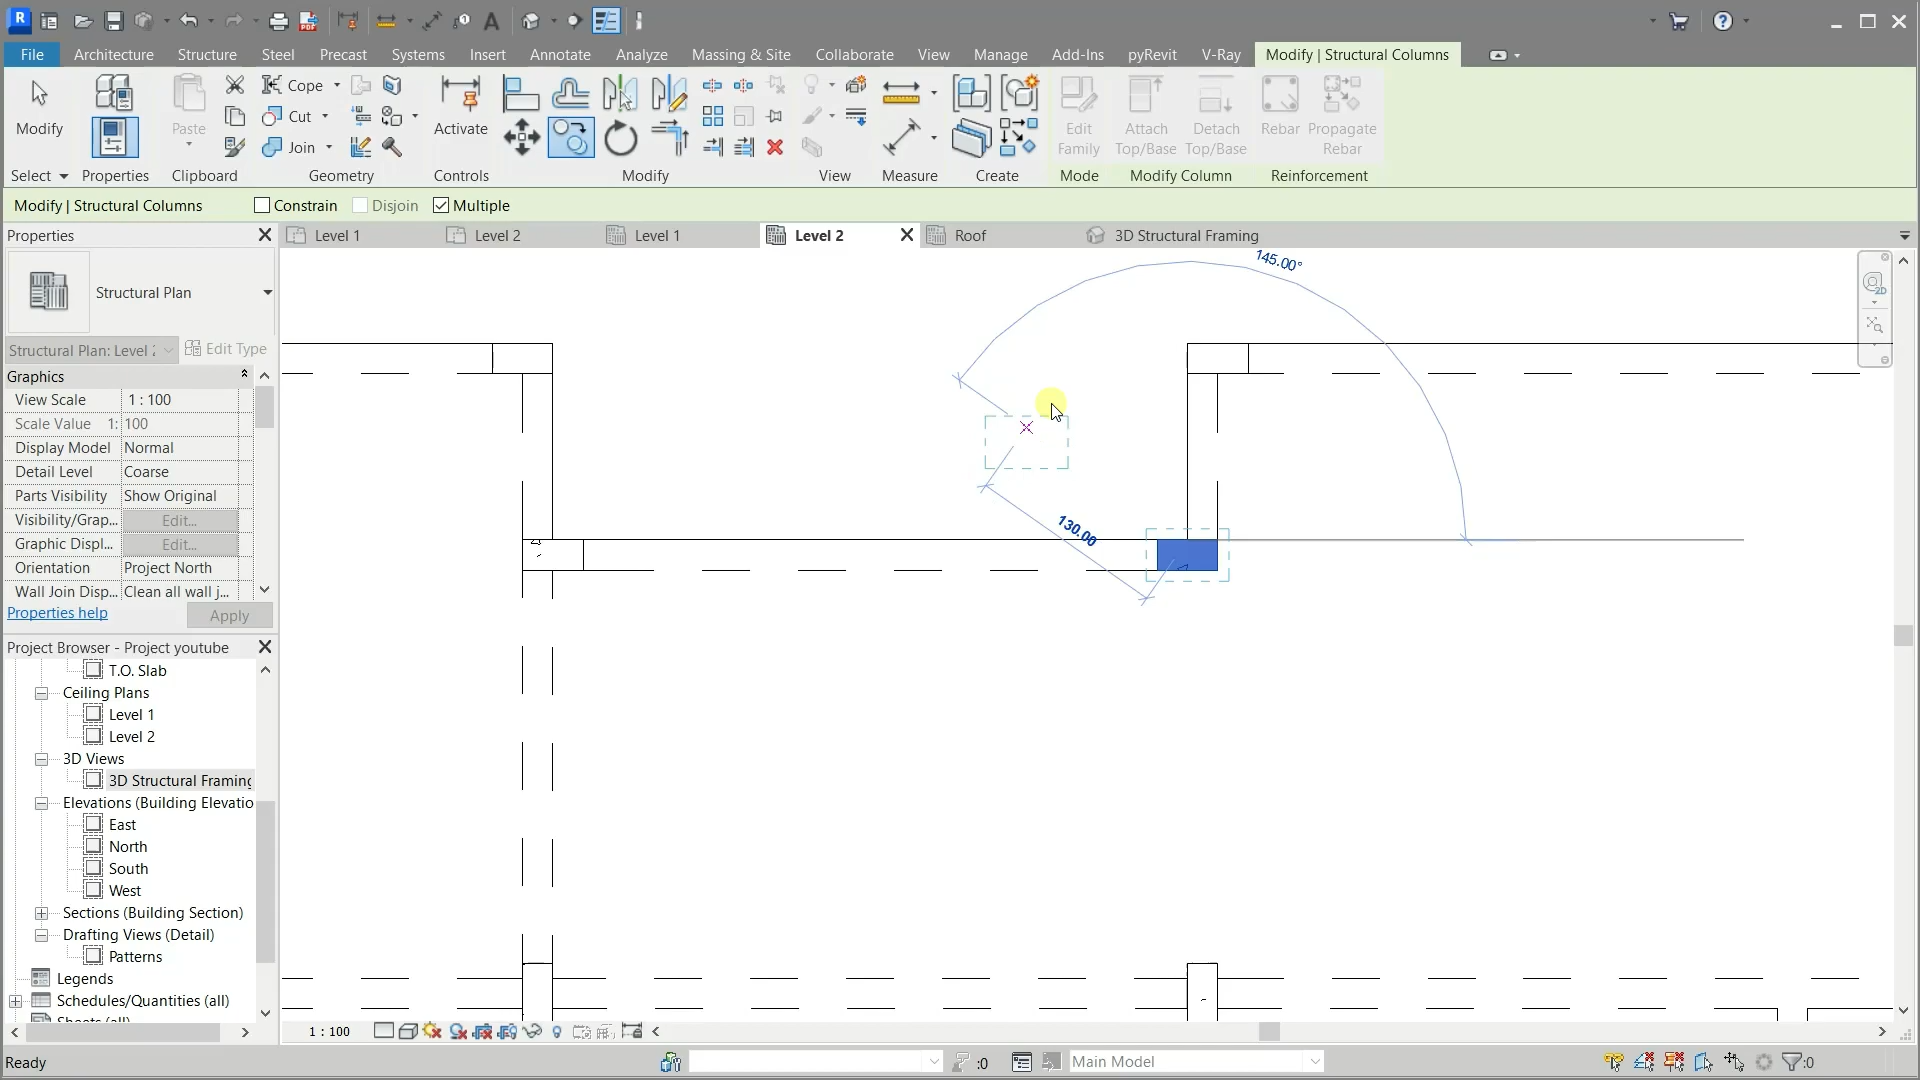 File Architecture Structure Steel Precast Systems Insert Annotate Analyze Massing & Site Collaborate View Manage Add-Ins pyRevit V-Ray Modify | Structural Columns
Modify Paste Cope Cut Join Activate Edit Family Attach Top/Base Detach Top/Base Rebar Propagate Rebar
Select Properties Clipboard Geometry Controls Modify View Measure Create Mode Modify Column Reinforcement
Modify | Structural Columns Constrain Disjoin Multiple
Properties
Level 1 Level 2 Level 1 Level 2 Roof 3D Structural Framing
Structural Plan
Structural Plan: Level Edit Type
Graphics
View Scale 1 : 100
Scale Value 1: 100
Display Model Normal
Detail Level Coarse
Parts Visibility Show Original
Visibility/Grap... Edit...
Graphic Displ... Edit...
Orientation Project North
Wall Join Disp... Clean all wall j...
Properties help Apply
Project Browser - Project youtube
T.O. Slab
Ceiling Plans
Level 1
Level 2
3D Views
3D Structural Framing
Elevations (Building Elevatio
East
North
South
West
Sections (Building Section)
Drafting Views (Detail)
Patterns
Legends
Schedules/Quantities (all)
Sheets (all)
145.00°
130.00
1 : 100
Ready :0 Main Model :0